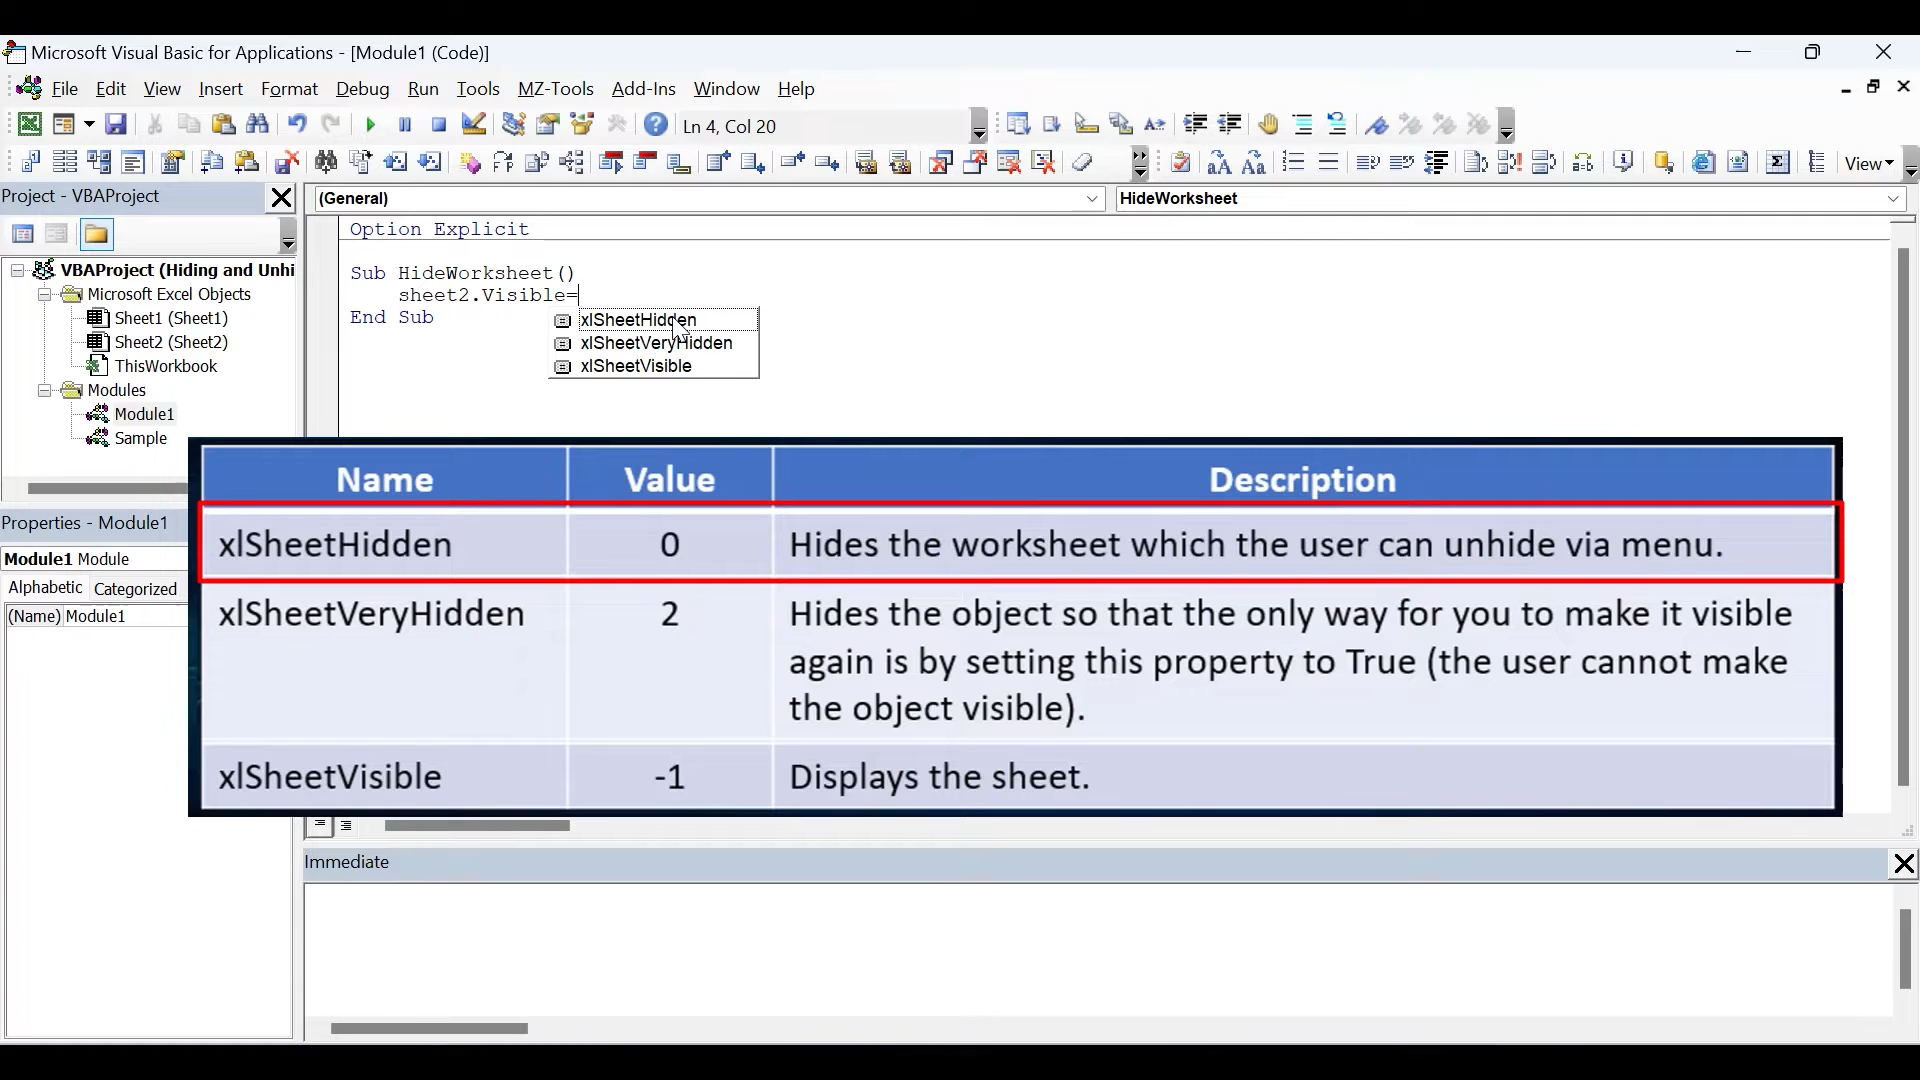 Microsoft Visual Basic for Applications - [Module1 (Code)]
File Edit View Insert Format Debug Run Tools MZ-Tools Add-Ins Window Help
Ln 4, Col 20
View
Project - VBAProject
(General)
HideWorksheet
VBAProject (Hiding and Unhi
Microsoft Excel Objects
Sheet1 (Sheet1)
Sheet2 (Sheet2)
ThisWorkbook
Modules
Module1
Sample
Option Explicit
Sub HideWorksheet()
sheet2.Visible=
End Sub
xlSheetHidden
xlSheetVeryHidden
xlSheetVisible
Properties - Module1
Module1 Module
Alphabetic Categorized
(Name) Module1
Name Value Description
xlSheetHidden 0 Hides the worksheet which the user can unhide via menu.
xlSheetVeryHidden 2 Hides the object so that the only way for you to make it visible
again is by setting this property to True (the user cannot make
the object visible).
xlSheetVisible -1 Displays the sheet.
Immediate